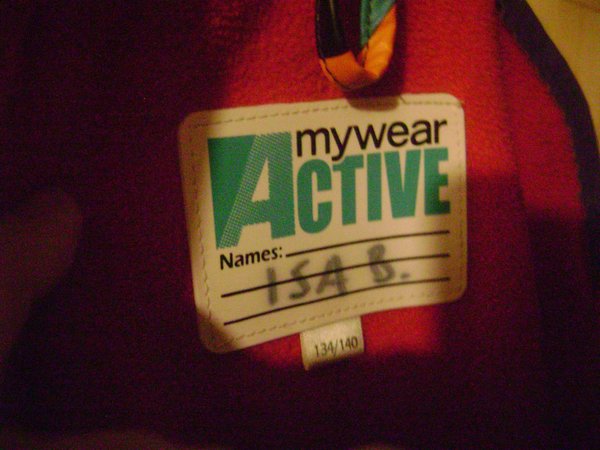 mywear
ACTIVE
Names:
ISA B.
134/140